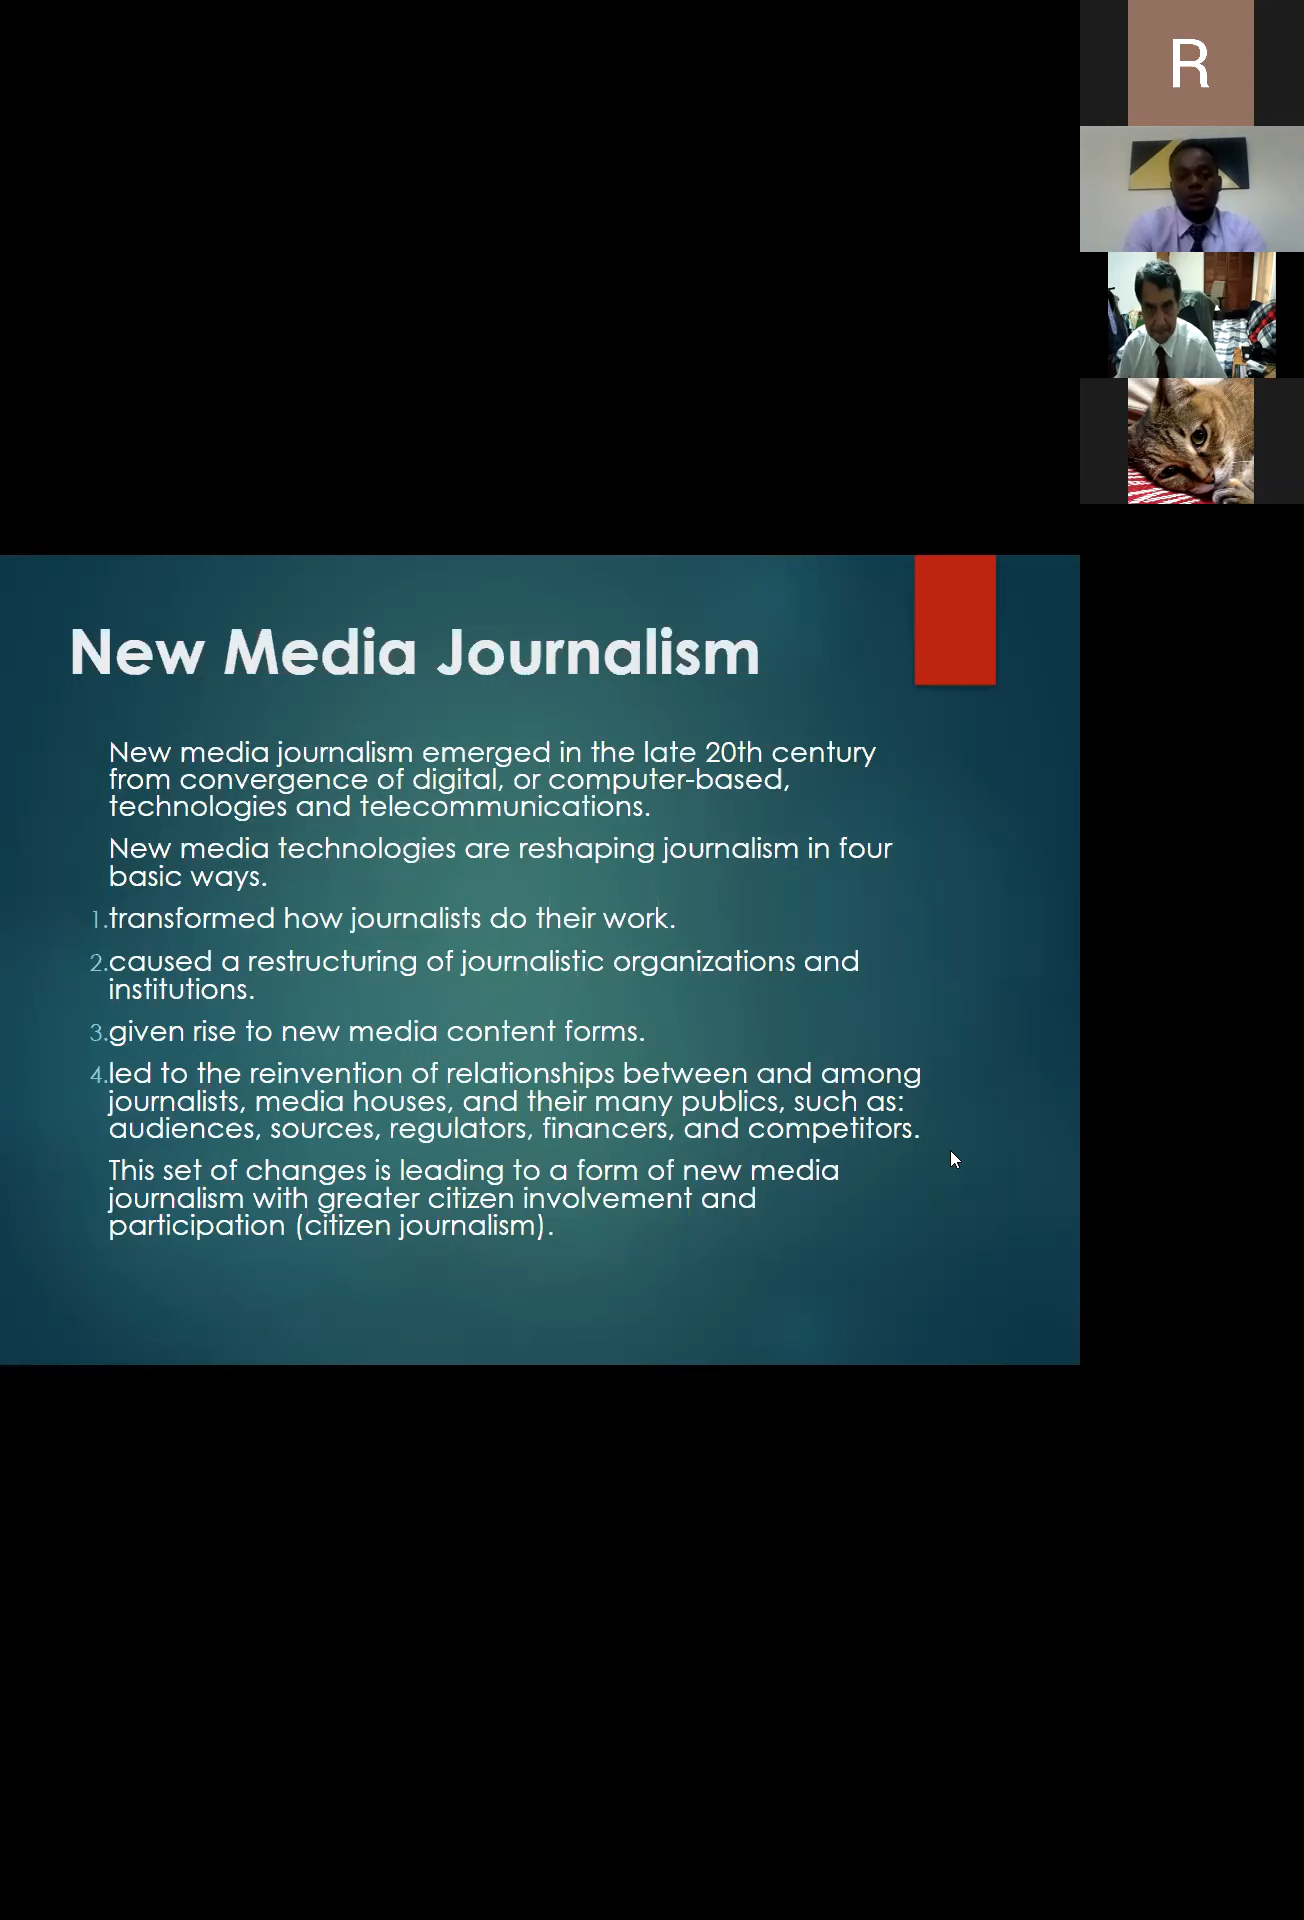 R
New Media Journalism
New media journalism emerged in the late 20th century
from convergence of digital, or computer-based,
technologies and telecommunications.
New media technologies are reshaping journalism in four
basic ways.
1.transformed how journalists do their work.
2.caused a restructuring of journalistic organizations and
institutions.
3.given rise to new media content forms.
4.led to the reinvention of relationships between and among
journalists, media houses, and their many publics, such as:
audiences, sources, regulators, financers, and competitors.
This set of changes is leading to a form of new media
journalism with greater citizen involvement and
participation (citizen journalism).